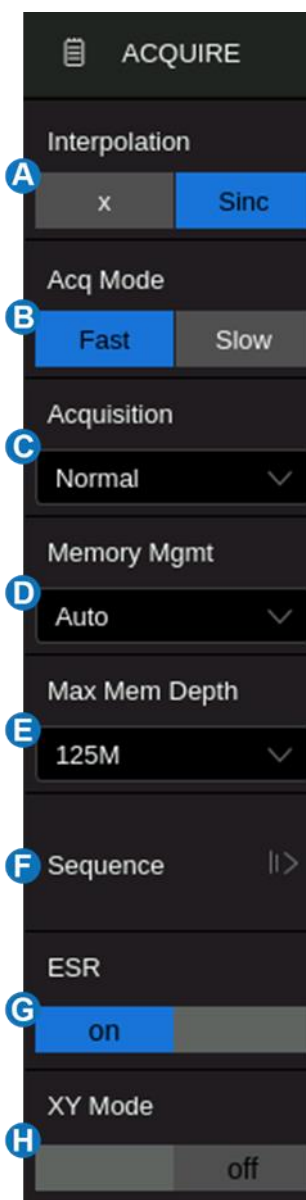 ACQUIRE
Interpolation
A
x Sinc
Acq Mode
B
Fast Slow
Acquisition
C
Normal
Memory Mgmt
D
Auto
Max Mem Depth
E
125M
F Sequence
ESR
G
on
XY Mode
H
off